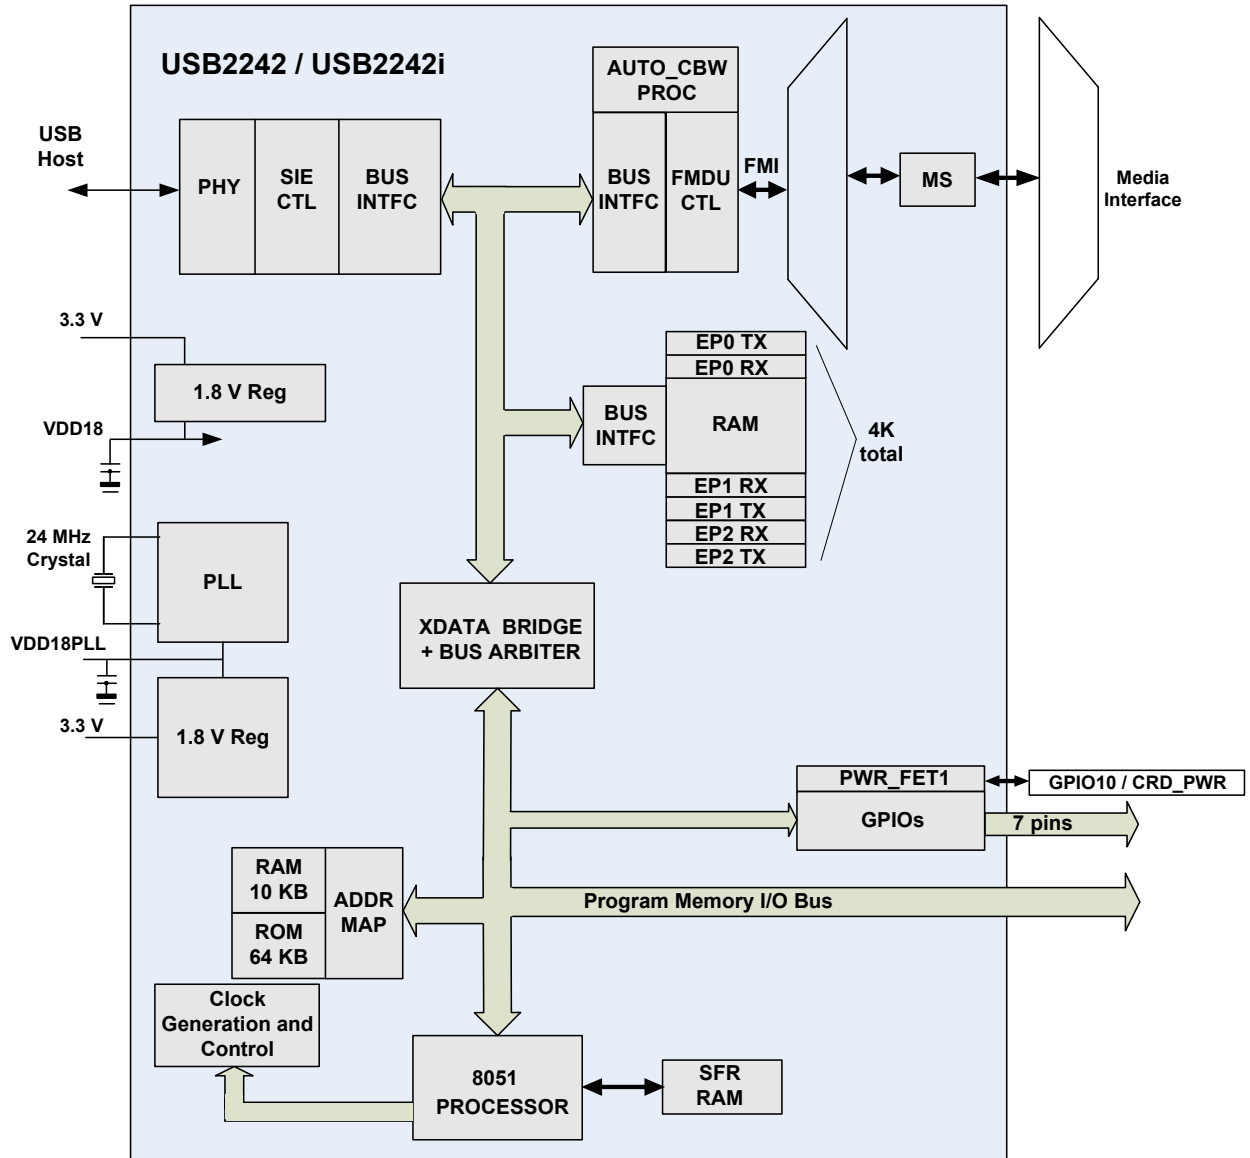 USB2242 / USB2242i
AUTO_CBW
PROC
USB
Host
PHY
SIE
CTL
BUS
INTFC
BUS
INTFC
FMDU
CTL
FMI
MS
Media
Interface
3.3 V
1.8 V Reg
VDD18
EP0 TX
EP0 RX
BUS
INTFC
RAM
EP1 RX
EP1 TX
EP2 RX
EP2 TX
4K
total
24 MHz
Crystal
PLL
VDD18PLL
3.3 V
1.8 V Reg
XDATA BRIDGE
+ BUS ARBITER
PWR_FET1
GPIOs
GPIO10 / CRD_PWR
7 pins
RAM
10 KB
ROM
64 KB
ADDR
MAP
Program Memory I/O Bus
Clock
Generation and
Control
8051
PROCESSOR
SFR
RAM